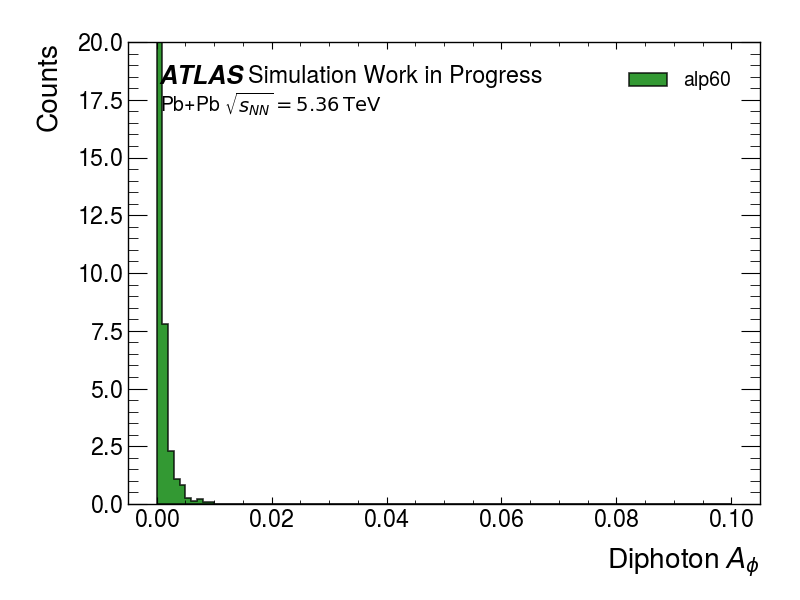 Counts
20.0
17.5
15.0
12.5
10.0
7.5
5.0
2.5
0.0
ATLAS Simulation Work in Progress
Pb+Pb √s_NN = 5.36 TeV
alp60
0.00 0.02 0.04 0.06 0.08 0.10
Diphoton A_ϕ